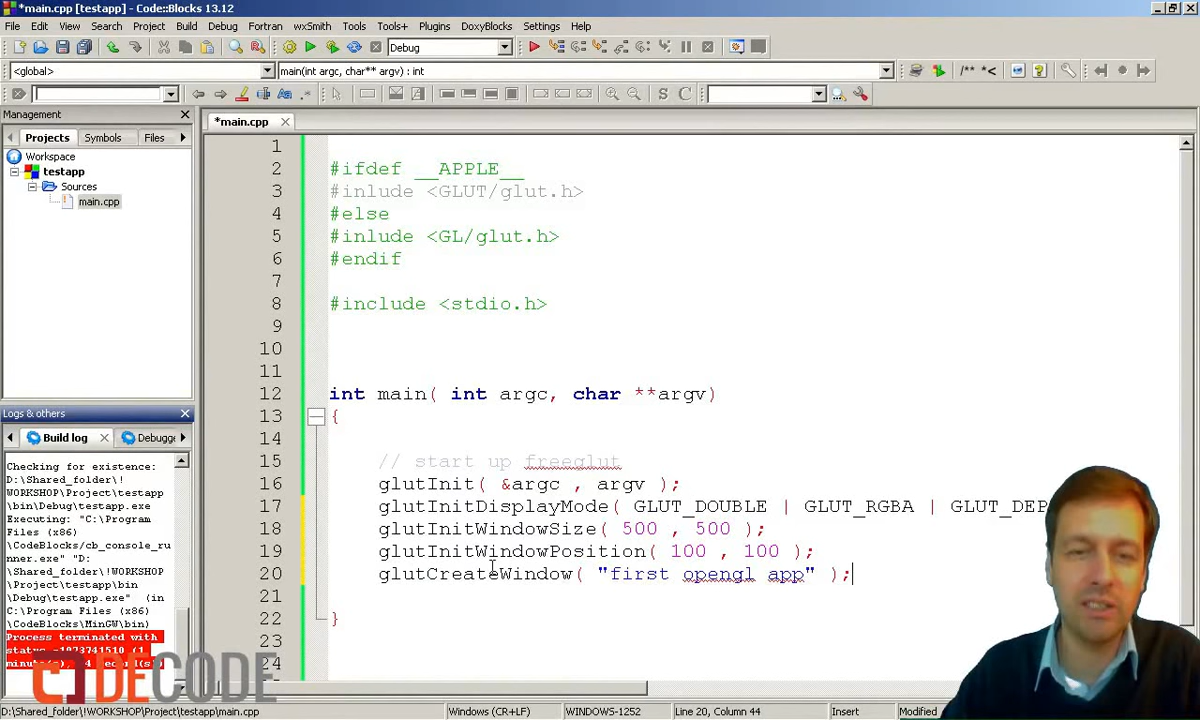 *main.cpp [testapp] - Code::Blocks 13.12
File Edit View Search Project Build Debug Fortran wxSmith Tools Tools+ Plugins DoxyBlocks Settings Help
Debug
<global>
main(int argc, char** argv) : int
Management
Projects Symbols Files
Workspace
testapp
Sources
main.cpp
*main.cpp
1
2 #ifdef __APPLE__
3 #inlude <GLUT/glut.h>
4 #else
5 #inlude <GL/glut.h>
6 #endif
7
8 #include <stdio.h>
9
10
11
12 int main( int argc, char **argv)
13 {
14
15 // start up freeglut
16 glutInit( &argc , argv );
17 glutInitDisplayMode( GLUT_DOUBLE | GLUT_RGBA | GLUT_DEP
18 glutInitWindowSize( 500 , 500 );
19 glutInitWindowPosition( 100 , 100 );
20 glutCreateWindow( "first opengl app" );
21
22 }
23
24
Logs & others
Build log Debugge
Checking for existence:
D:\Shared_folder\!
WORKSHOP\Project\testapp
\bin\Debug\testapp.exe
Executing: "C:\Program
Files (x86)
\CodeBlocks/cb_console_ru
nner.exe" "D:
\Shared_folder\!WORKSHOP
\Project\testapp\bin
\Debug\testapp.exe" (in
C:\Program Files (x86)
\CodeBlocks\MinGW\bin)
Process terminated with
status -1073741510 (1
DECODE
D:\Shared_folder\!WORKSHOP\Project\testapp\main.cpp Windows (CR+LF) WINDOWS-1252 Line 20, Column 44 Insert Modified